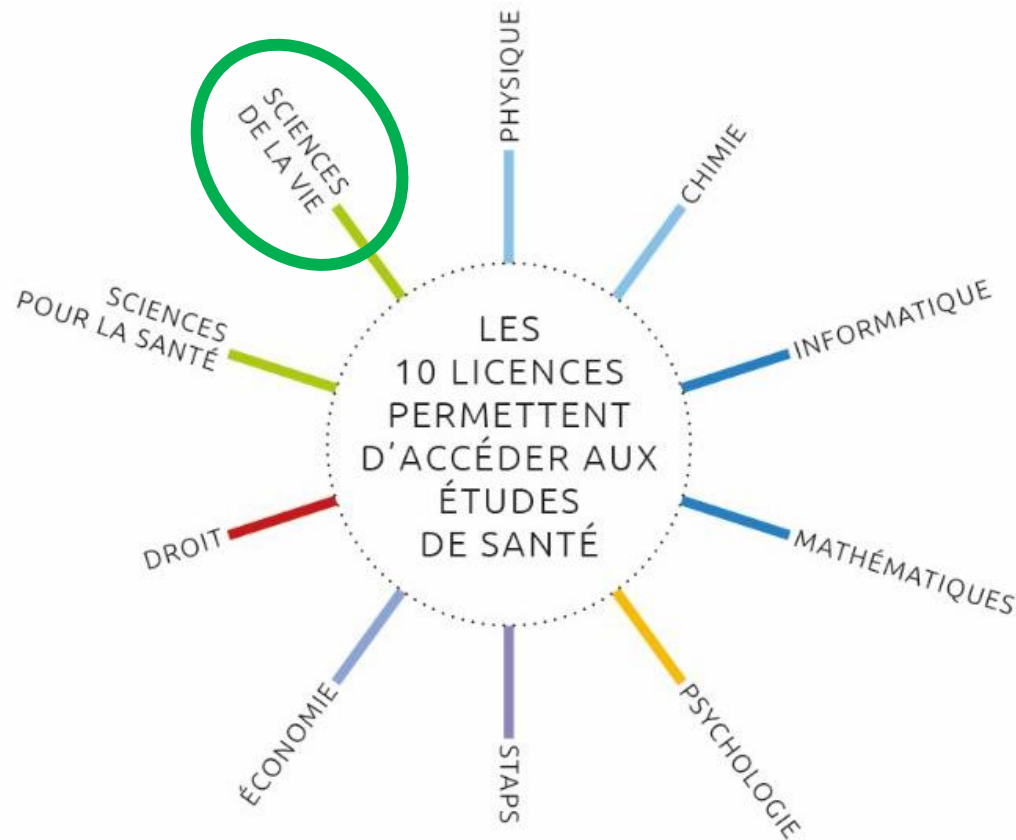 LES
10 LICENCES
PERMETTENT
D'ACCÉDER AUX
ÉTUDES
DE SANTÉ
PHYSIQUE
CHIMIE
INFORMATIQUE
MATHÉMATIQUES
PSYCHOLOGIE
STAPS
ÉCONOMIE
DROIT
SCIENCES
POUR LA SANTÉ
SCIENCES
DE LA VIE